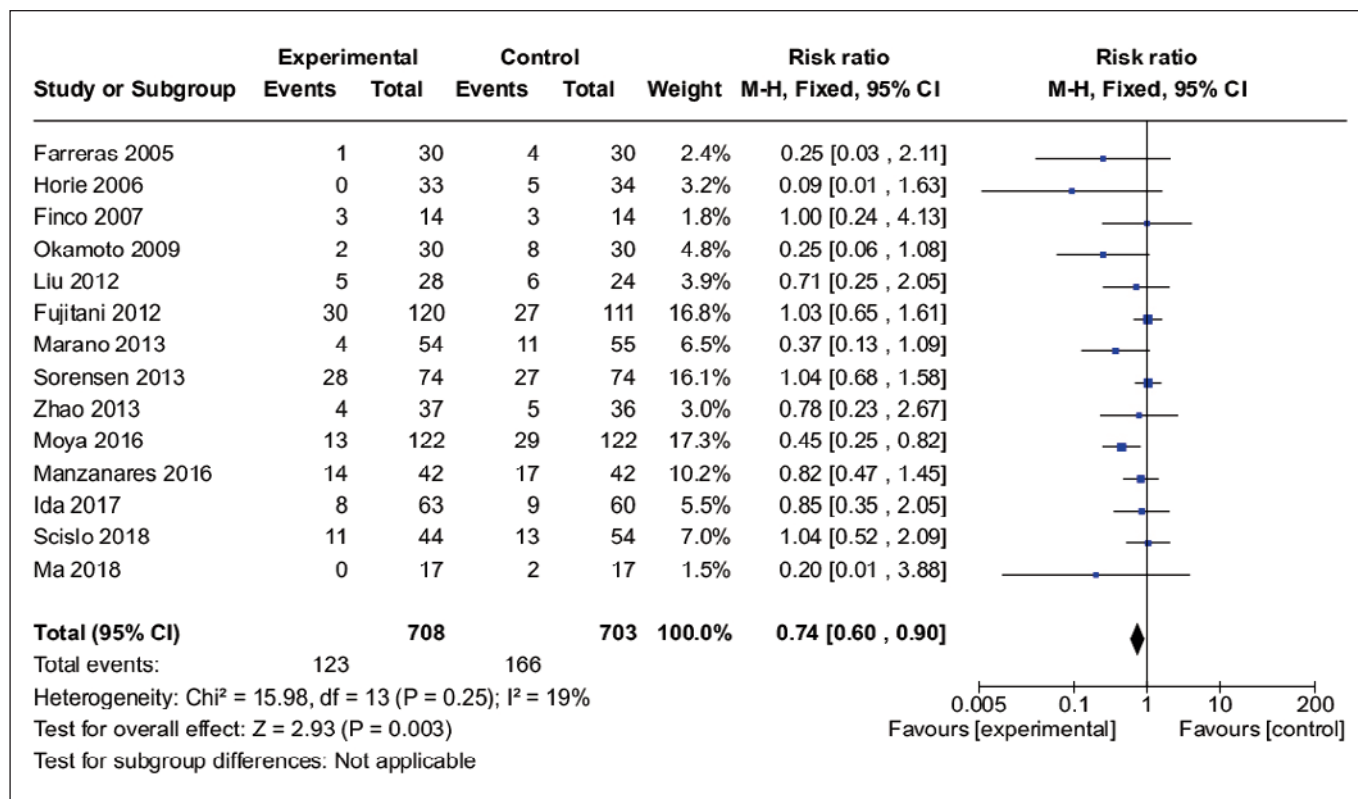 Experimental Control Risk ratio Risk ratio
Study or Subgroup Events Total Events Total Weight M-H, Fixed, 95% CI M-H, Fixed, 95% CI
Farreras 2005 1 30 4 30 2.4% 0.25 [0.03 , 2.11]
Horie 2006 0 33 5 34 3.2% 0.09 [0.01 , 1.63]
Finco 2007 3 14 3 14 1.8% 1.00 [0.24 , 4.13]
Okamoto 2009 2 30 8 30 4.8% 0.25 [0.06 , 1.08]
Liu 2012 5 28 6 24 3.9% 0.71 [0.25 , 2.05]
Fujitani 2012 30 120 27 111 16.8% 1.03 [0.65 , 1.61]
Marano 2013 4 54 11 55 6.5% 0.37 [0.13 , 1.09]
Sorensen 2013 28 74 27 74 16.1% 1.04 [0.68 , 1.58]
Zhao 2013 4 37 5 36 3.0% 0.78 [0.23 , 2.67]
Moya 2016 13 122 29 122 17.3% 0.45 [0.25 , 0.82]
Manzanares 2016 14 42 17 42 10.2% 0.82 [0.47 , 1.45]
Ida 2017 8 63 9 60 5.5% 0.85 [0.35 , 2.05]
Scislo 2018 11 44 13 54 7.0% 1.04 [0.52 , 2.09]
Ma 2018 0 17 2 17 1.5% 0.20 [0.01 , 3.88]
Total (95% CI) 708 703 100.0% 0.74 [0.60 , 0.90]
Total events: 123 166
Heterogeneity: Chi² = 15.98, df = 13 (P = 0.25); I² = 19%
Test for overall effect: Z = 2.93 (P = 0.003)
Test for subgroup differences: Not applicable
0.005 0.1 1 10 200
Favours [experimental] Favours [control]